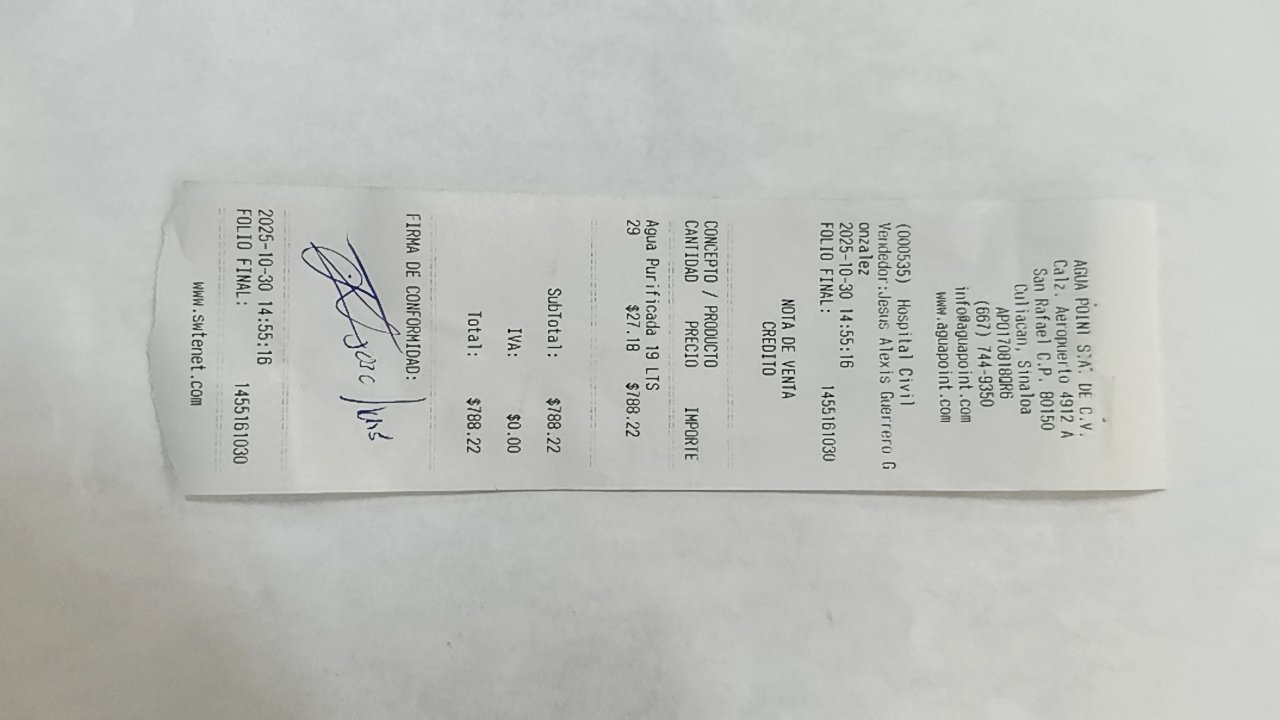 AGUA POINT S.A. DE C.V.
Calz. Aeropuerto 4912 A
San Rafael C.P. 80150
Culiacan, Sinaloa
APO170818QR6
(667) 744-9350
info@aguapoint.com
www.aguapoint.com
(000535) Hospital Civil
Vendedor:Jesus Alexis Guerrero G
onzalez
2025-10-30 14:55:16
FOLIO FINAL: 1455161030
NOTA DE VENTA
CREDITO
CONCEPTO / PRODUCTO
CANTIDAD PRECIO IMPORTE
Agua Purificada 19 LTS
29 $27.18 $788.22
SubTotal: $788.22
IVA: $0.00
Total: $788.22
FIRMA DE CONFORMIDAD:
2025-10-30 14:55:16
FOLIO FINAL: 1455161030
www.swtenet.com